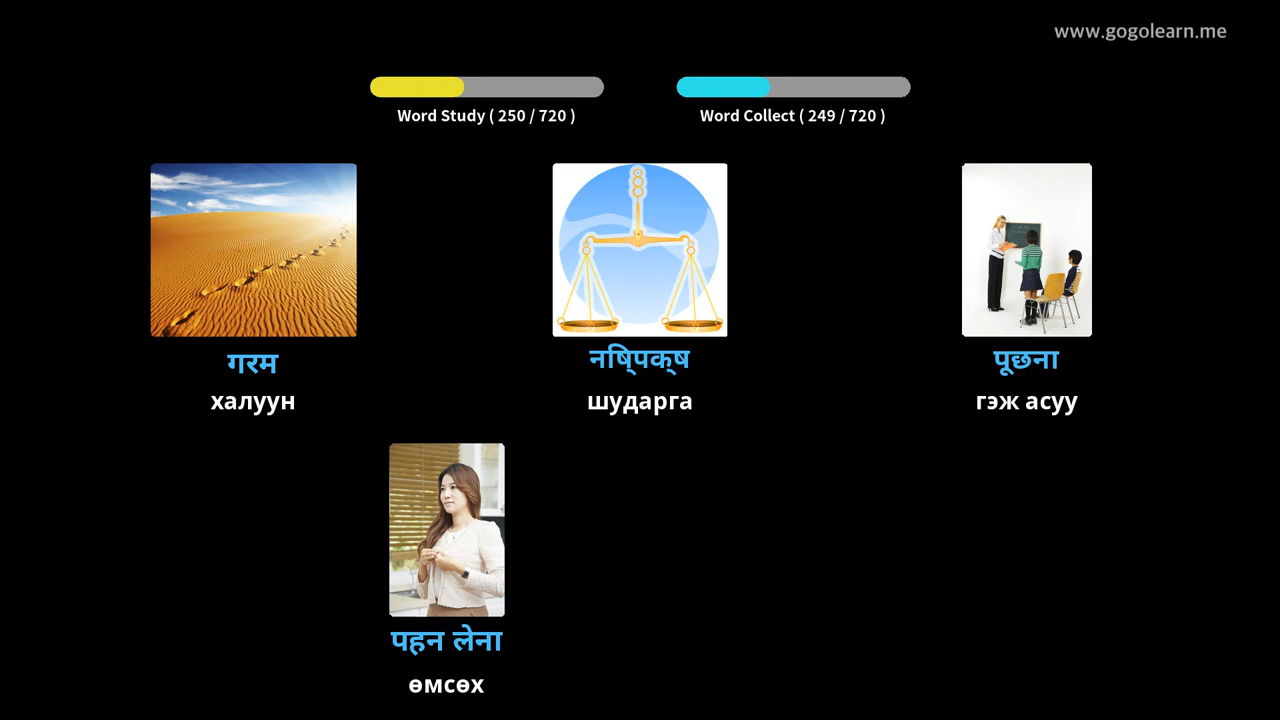 www.gogolearn.me
Word Study ( 250 / 720 )
Word Collect ( 249 / 720 )
गरम
नषि्पक्ष
पूछना
халуун
шударга
гэж асуу
पहन लेना
өмсөх